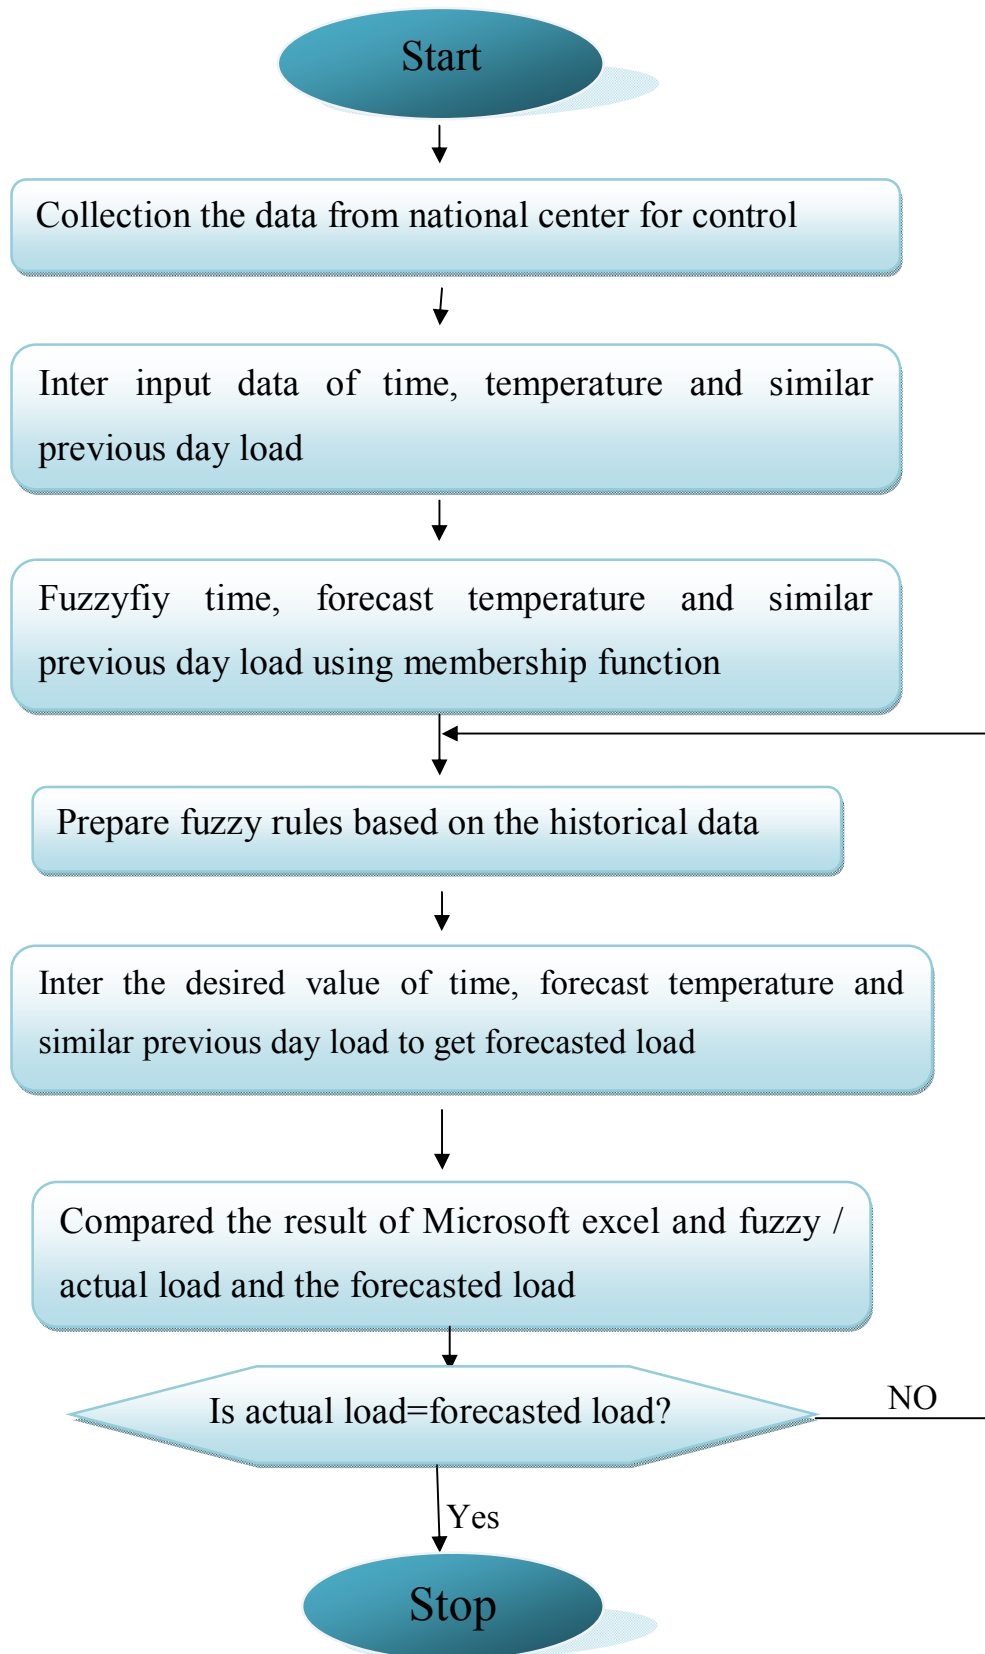 Start
Collection the data from national center for control
Inter input data of time, temperature and similar
previous day load
Fuzzyfiy time, forecast temperature and similar
previous day load using membership function
Prepare fuzzy rules based on the historical data
Inter the desired value of time, forecast temperature and
similar previous day load to get forecasted load
Compared the result of Microsoft excel and fuzzy /
actual load and the forecasted load
Is actual load=forecasted load?
NO
Yes
Stop